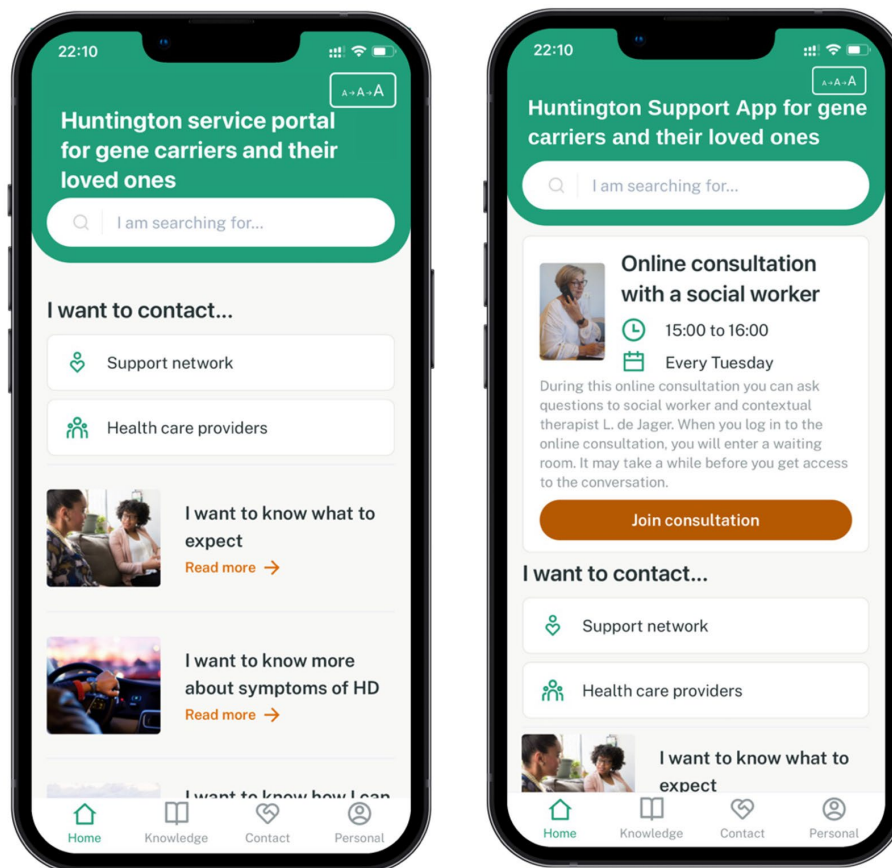 22:10
A→A→A
Huntington service portal
for gene carriers and their
loved ones
I am searching for...
I want to contact...
Support network
Health care providers
I want to know what to
expect
Read more →
I want to know more
about symptoms of HD
Read more →
I want to know how I can
Home Knowledge Contact Personal
22:10
A→A→A
Huntington Support App for gene
carriers and their loved ones
I am searching for...
Online consultation
with a social worker
15:00 to 16:00
Every Tuesday
During this online consultation you can ask
questions to social worker and contextual
therapist L. de Jager. When you log in to the
online consultation, you will enter a waiting
room. It may take a while before you get access
to the conversation.
Join consultation
I want to contact...
Support network
Health care providers
I want to know what to
expect
Home Knowledge Contact Personal